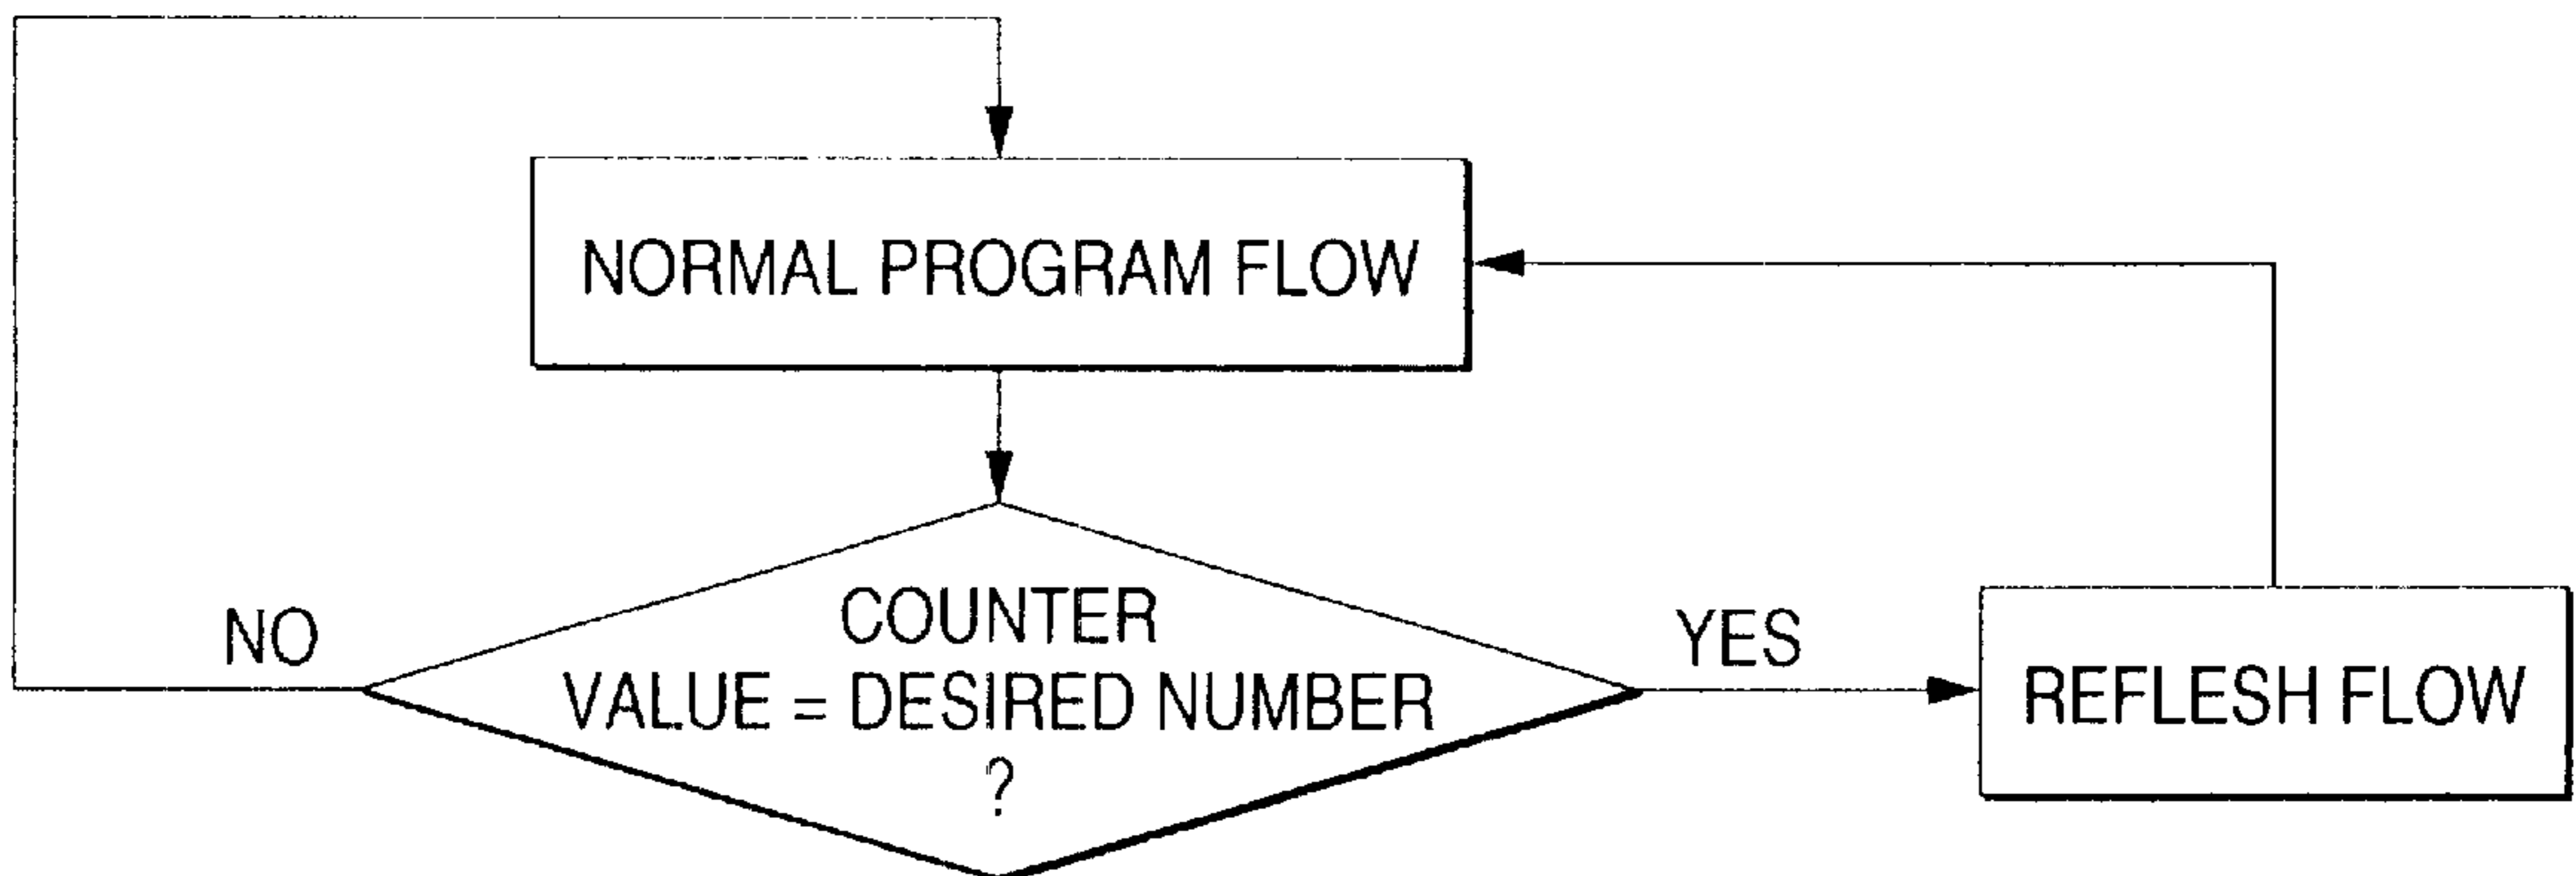 NORMAL PROGRAM FLOW
COUNTER
VALUE = DESIRED NUMBER
?
NO
YES
REFLESH FLOW